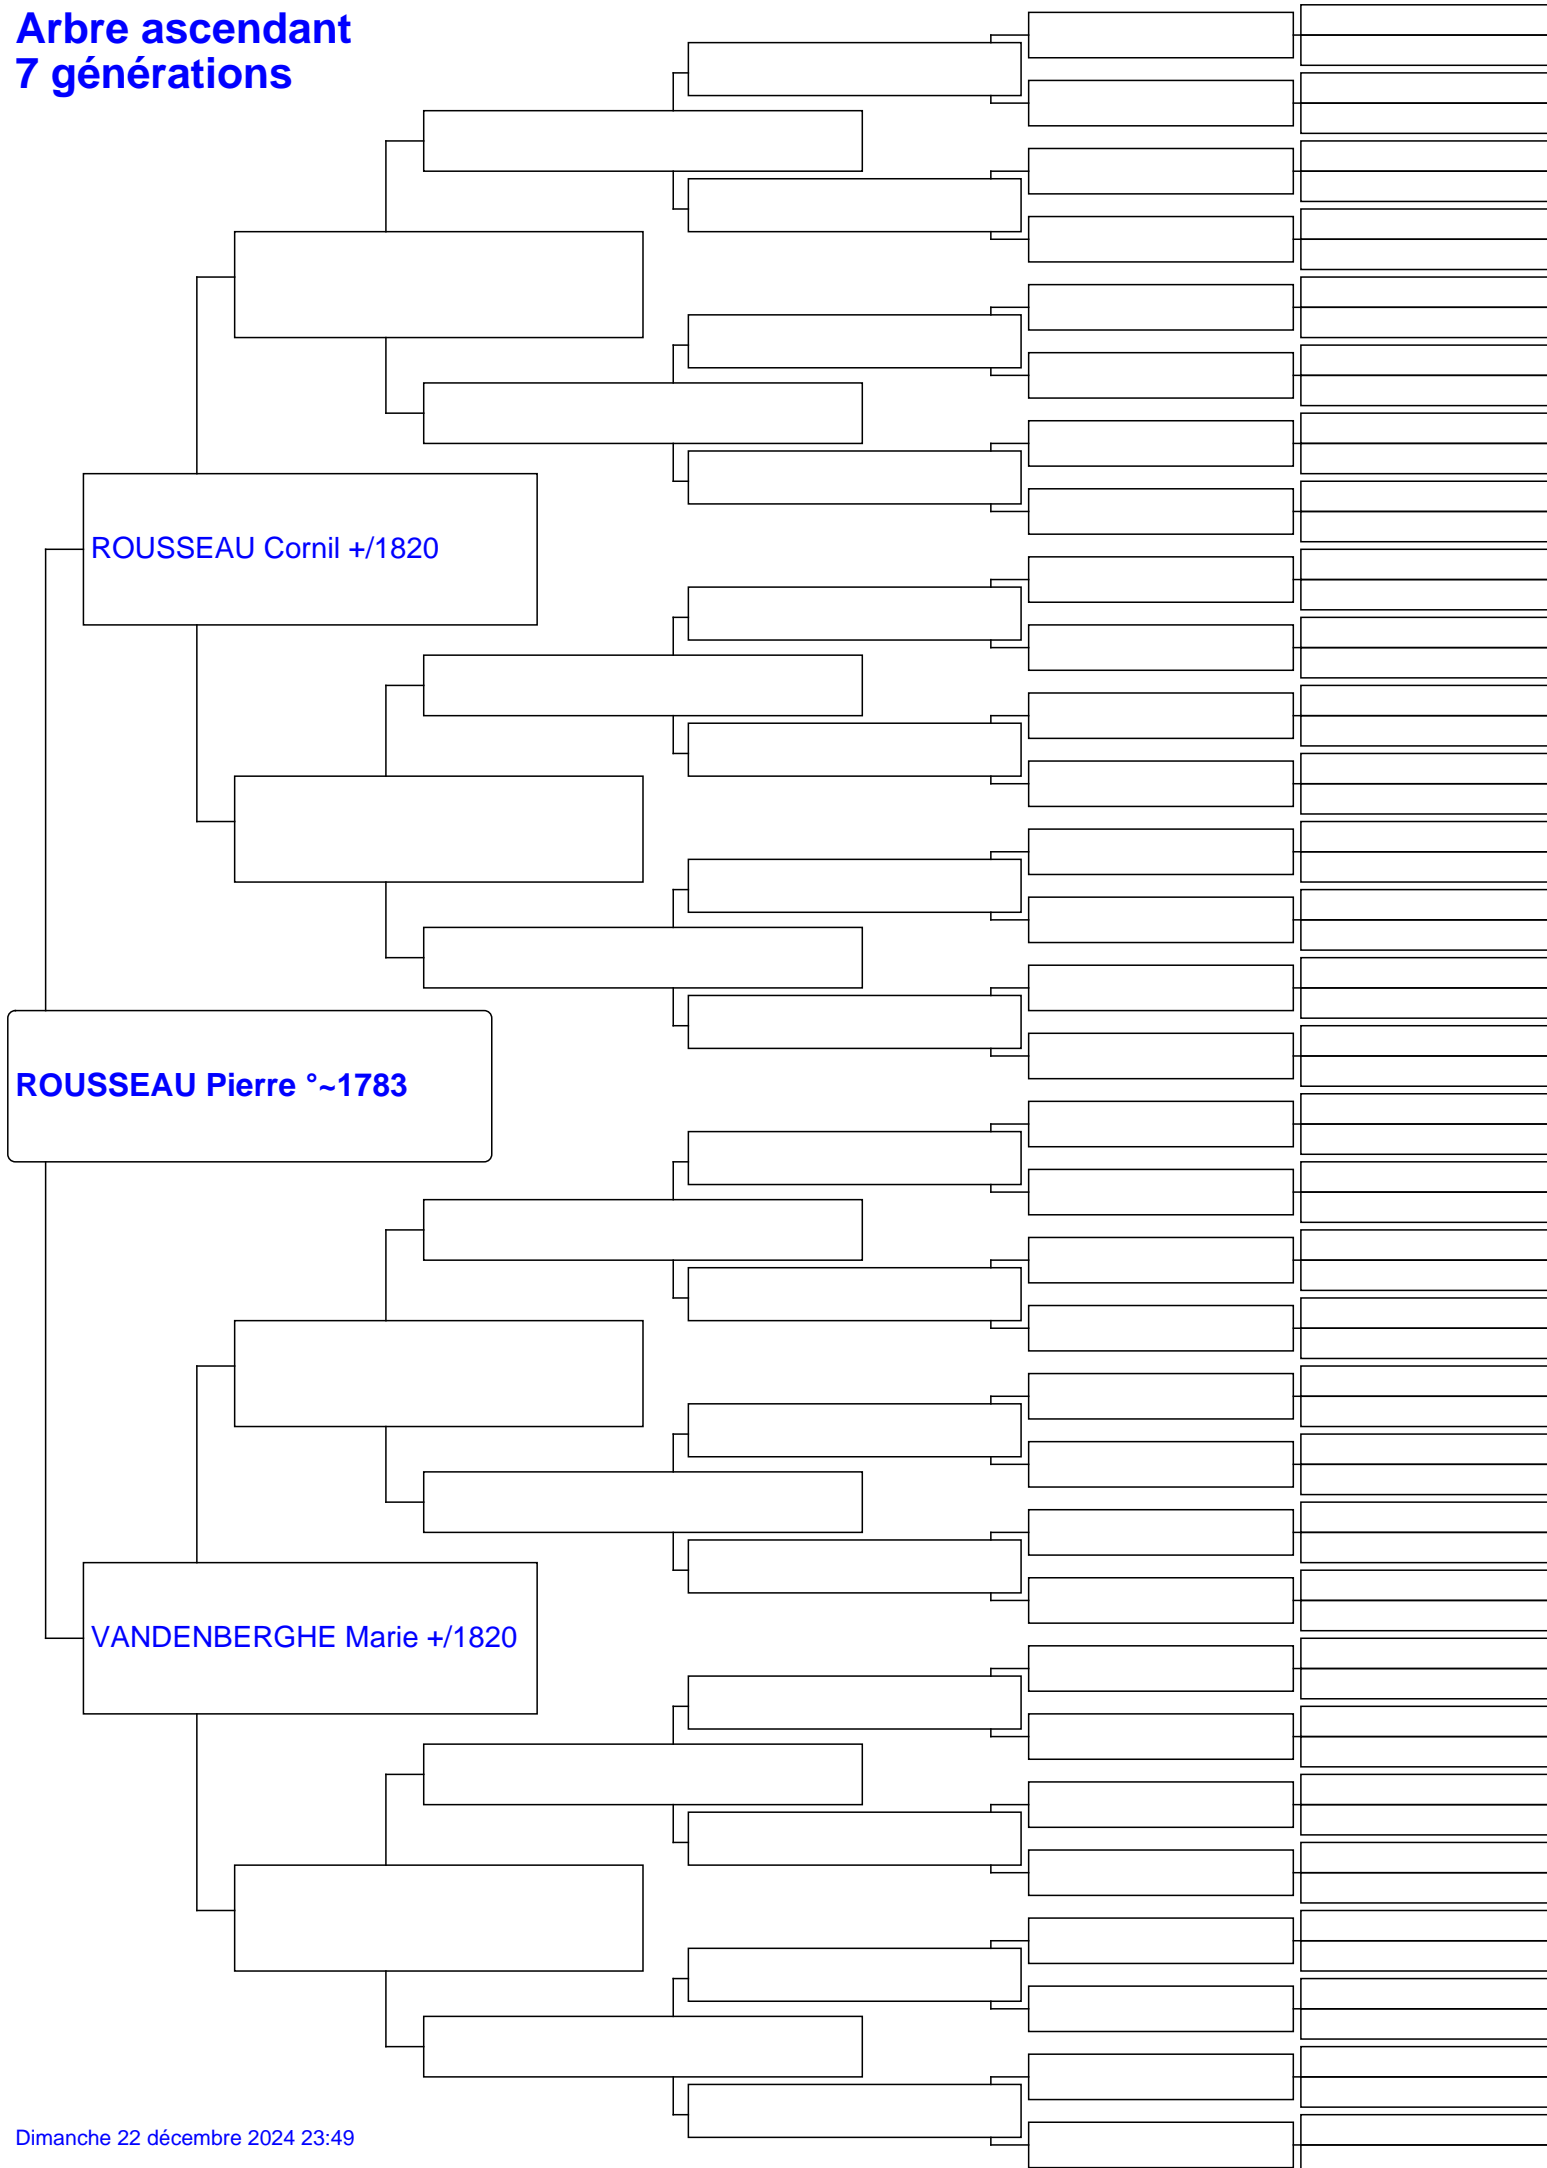 Arbre ascendant
7 générations
ROUSSEAU Cornil +/1820
ROUSSEAU Pierre °~1783
VANDENBERGHE Marie +/1820
Dimanche 22 décembre 2024 23:49